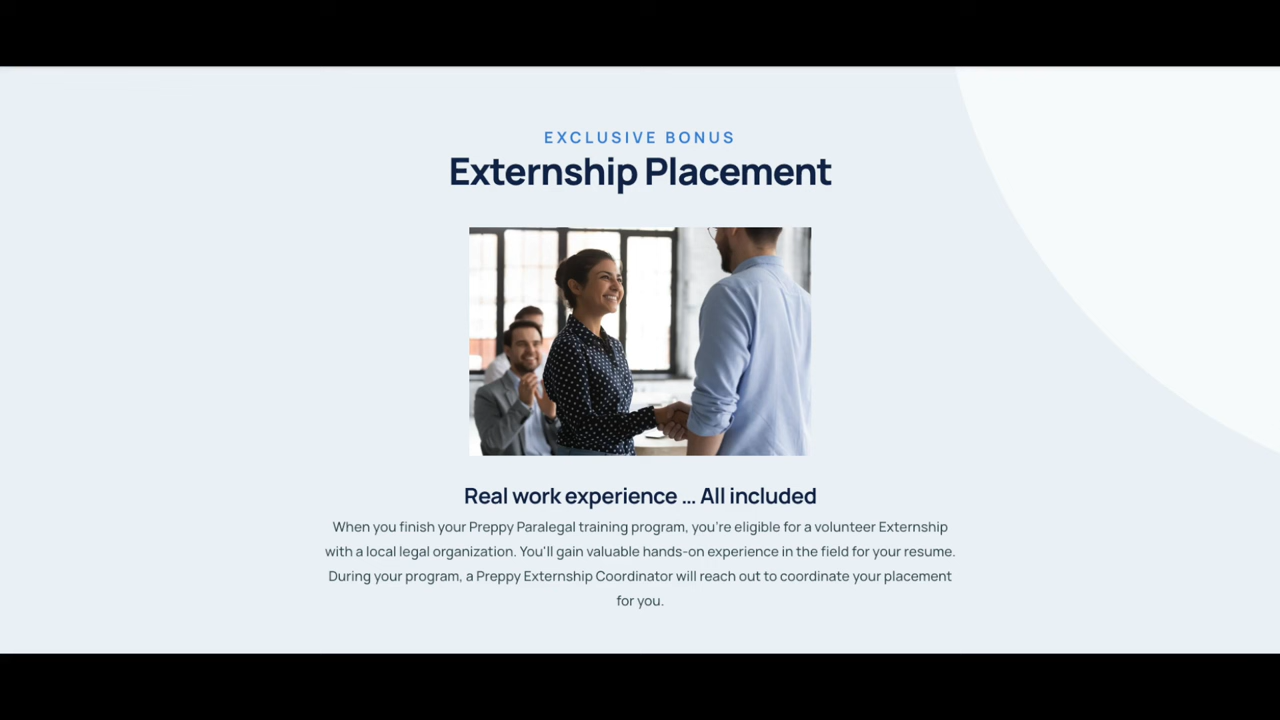 EXCLUSIVE BONUS
Externship Placement
Real work experience ... All included
When you finish your Preppy Paralegal training program, you're eligible for a volunteer Externship
with a local legal organization. You'll gain valuable hands-on experience in the field for your resume.
During your program, a Preppy Externship Coordinator will reach out to coordinate your placement
for you.